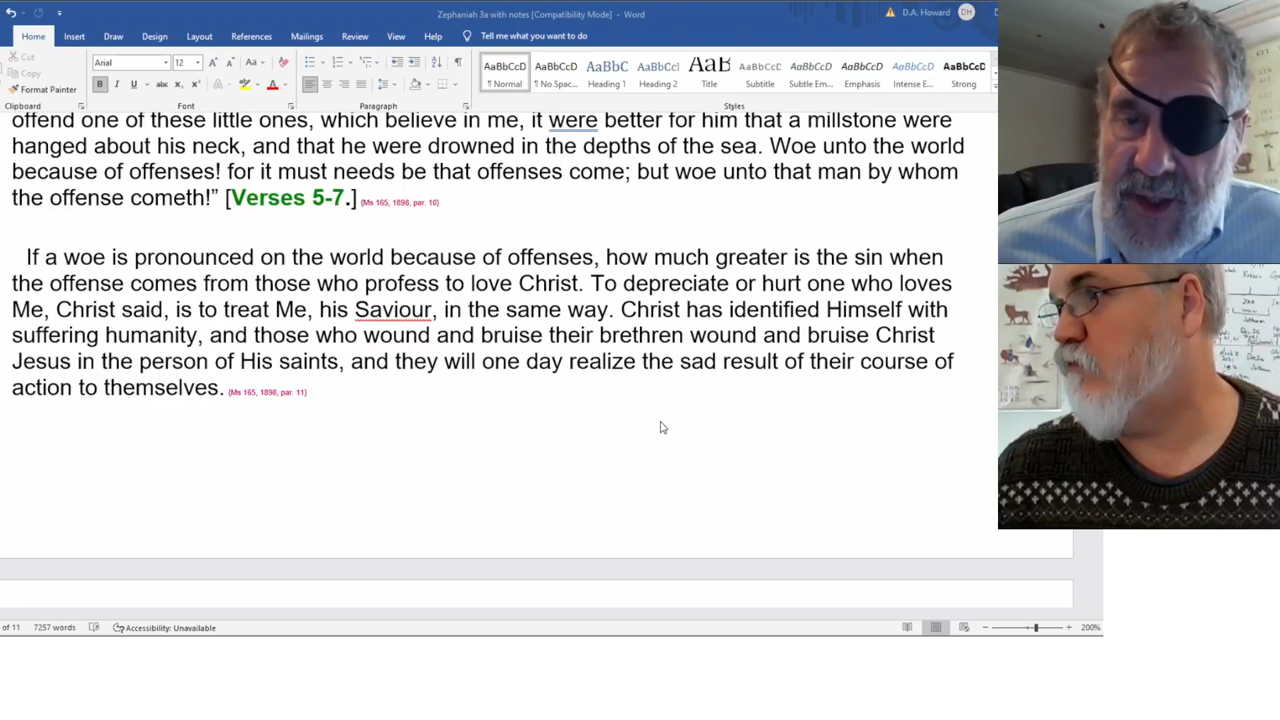 Zephaniah 3a with notes [Compatibility Mode] - Word
D.A. Howard
DH
Home Insert Draw Design Layout References Mailings Review View Help Tell me what you want to do
Cut
Copy
Format Painter
Clipboard
Arial 12
Font
Paragraph
AaBbCcD AaBbCcD AaBbC AaBbCcI AaB AaBbCcD AaBbCcD AaBbCcD AaBbCcD AaBbCcD
¶ Normal ¶ No Spac... Heading 1 Heading 2 Title Subtitle Subtle Em... Emphasis Intense E... Strong
Styles
offend one of these little ones, which believe in me, it were better for him that a millstone were
hanged about his neck, and that he were drowned in the depths of the sea. Woe unto the world
because of offenses! for it must needs be that offenses come; but woe unto that man by whom
the offense cometh!” [Verses 5-7.] (Ms 165, 1898, par. 10)
If a woe is pronounced on the world because of offenses, how much greater is the sin when
the offense comes from those who profess to love Christ. To depreciate or hurt one who loves
Me, Christ said, is to treat Me, his Saviour, in the same way. Christ has identified Himself with
suffering humanity, and those who wound and bruise their brethren wound and bruise Christ
Jesus in the person of His saints, and they will one day realize the sad result of their course of
action to themselves. (Ms 165, 1898, par. 11)
of 11 7257 words Accessibility: Unavailable 200%